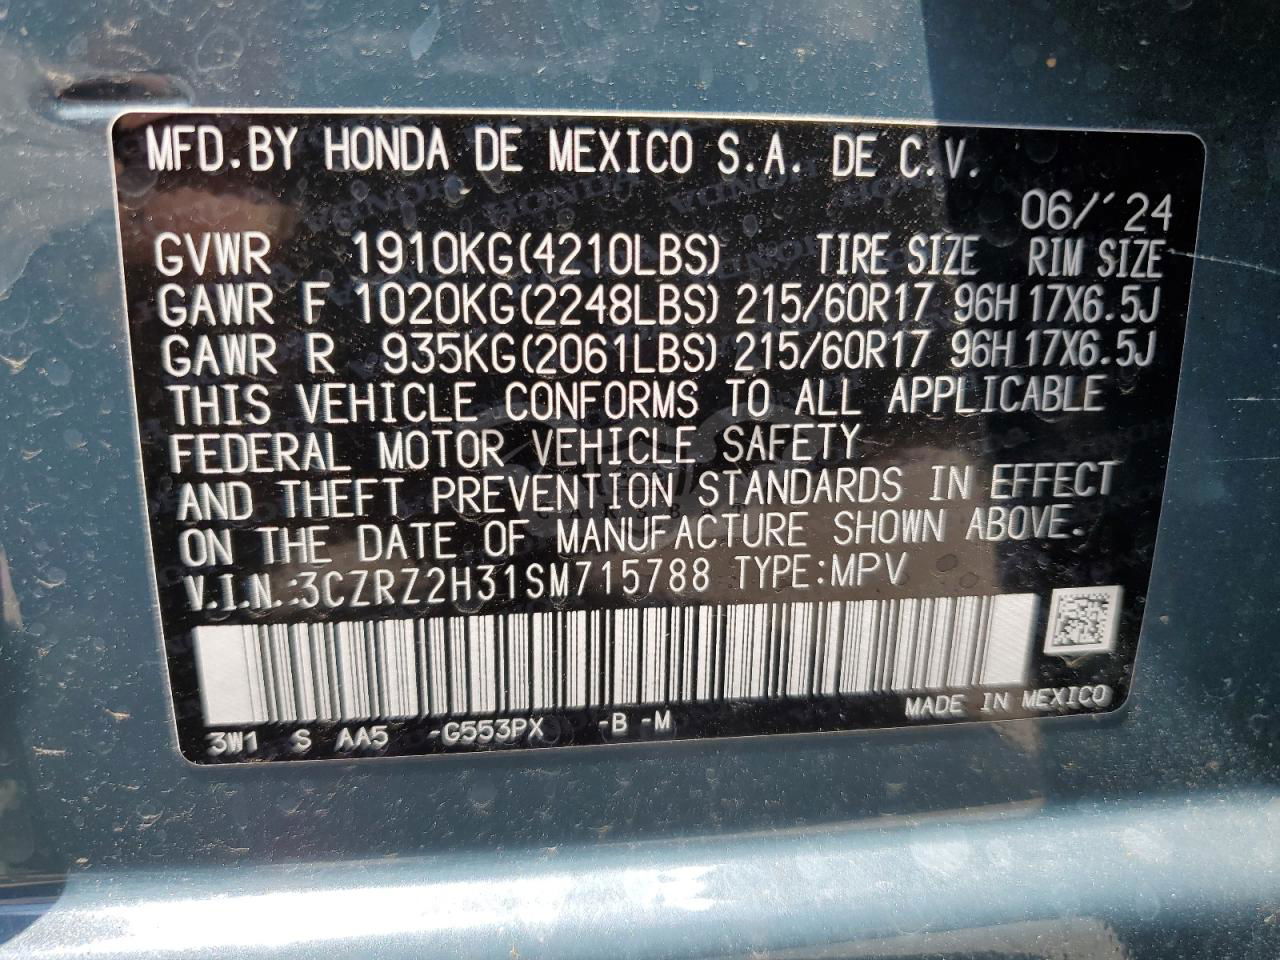 MFD.BY HONDA DE MEXICO S.A. DE C.V.
06/'24
GVWR 1910KG(4210LBS) TIRE SIZE RIM SIZE
GAWR F 1020KG(2248LBS) 215/60R17 96H 17X6.5J
GAWR R 935KG(2061LBS) 215/60R17 96H 17X6.5J
THIS VEHICLE CONFORMS TO ALL APPLICABLE
FEDERAL MOTOR VEHICLE SAFETY
AND THEFT PREVENTION STANDARDS IN EFFECT
ON THE DATE OF MANUFACTURE SHOWN ABOVE.
V.I.N.:3CZRZ2H31SM715788 TYPE:MPV
MADE IN MEXICO
3W1 S AA5 -G553PX -B -M